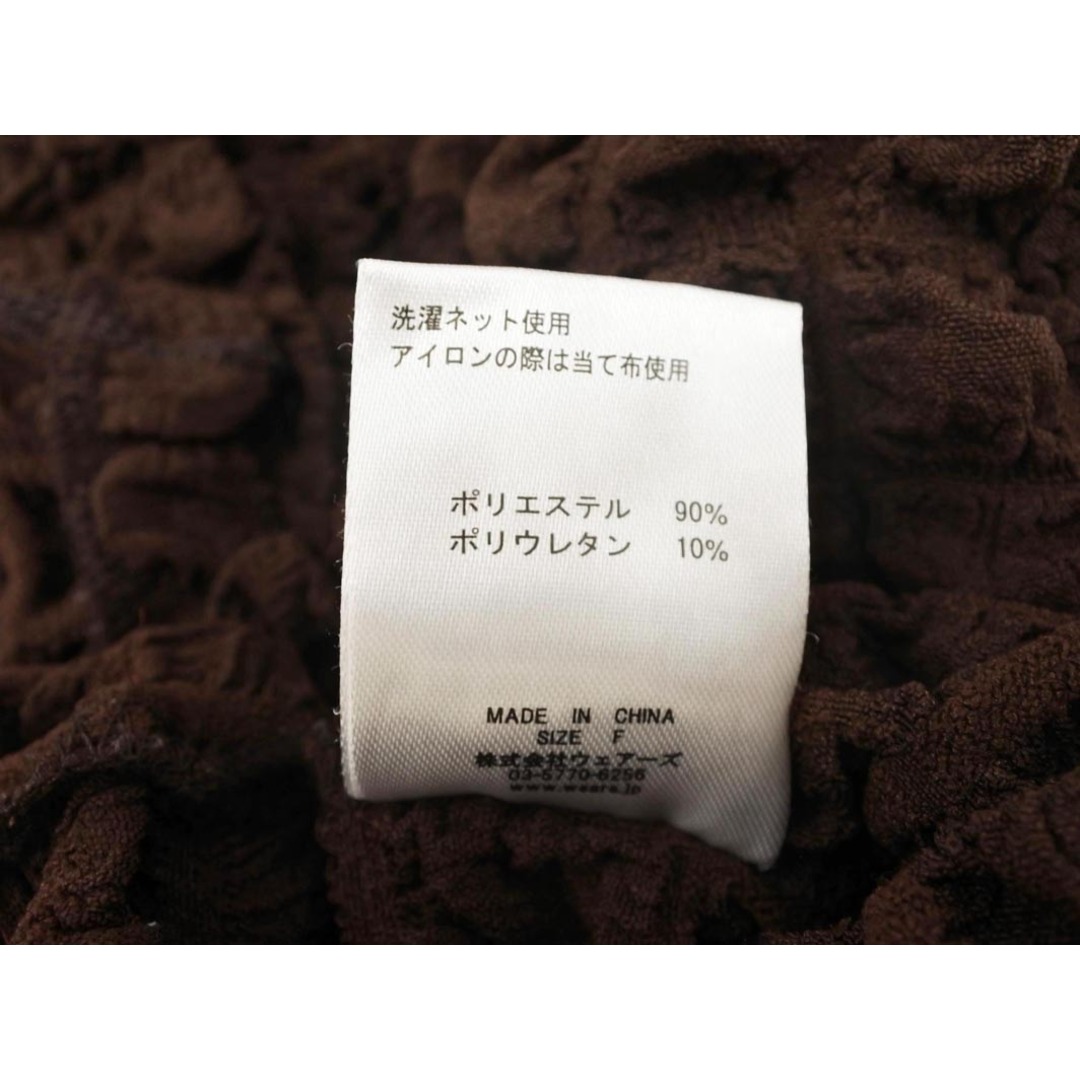 洗濯ネット使用
アイロンの際は当て布使用
ポリエステル 90%
ポリウレタン 10%
MADE IN CHINA
SIZE F
株式会社ウェアーズ
03-5770-6256
www.wears.jp